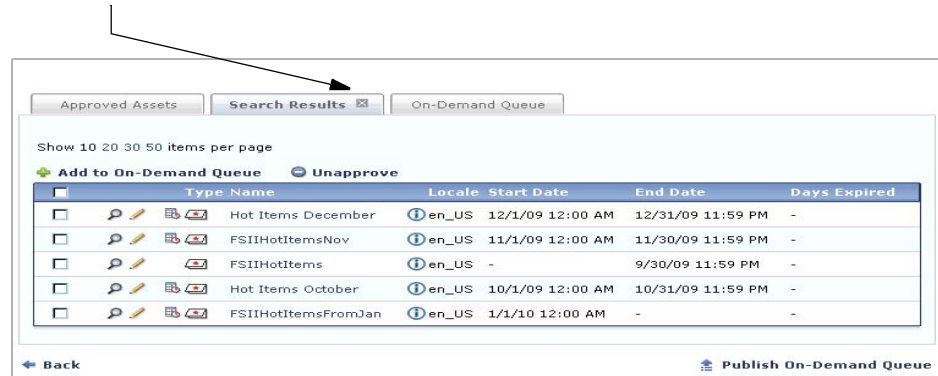 Approved Assets Search Results On-Demand Queue
Show 10 20 30 50 items per page
Add to On-Demand Queue Unapprove
Type Name Locale Start Date End Date Days Expired
Hot Items December en_US 12/1/09 12:00 AM 12/31/09 11:59 PM -
FSIIHotItemsNov en_US 11/1/09 12:00 AM 11/30/09 11:59 PM -
FSIIHotItems en_US - 9/30/09 11:59 PM -
Hot Items October en_US 10/1/09 12:00 AM 10/31/09 11:59 PM -
FSIIHotItemsFromJan en_US 1/1/10 12:00 AM - -
Back Publish On-Demand Queue